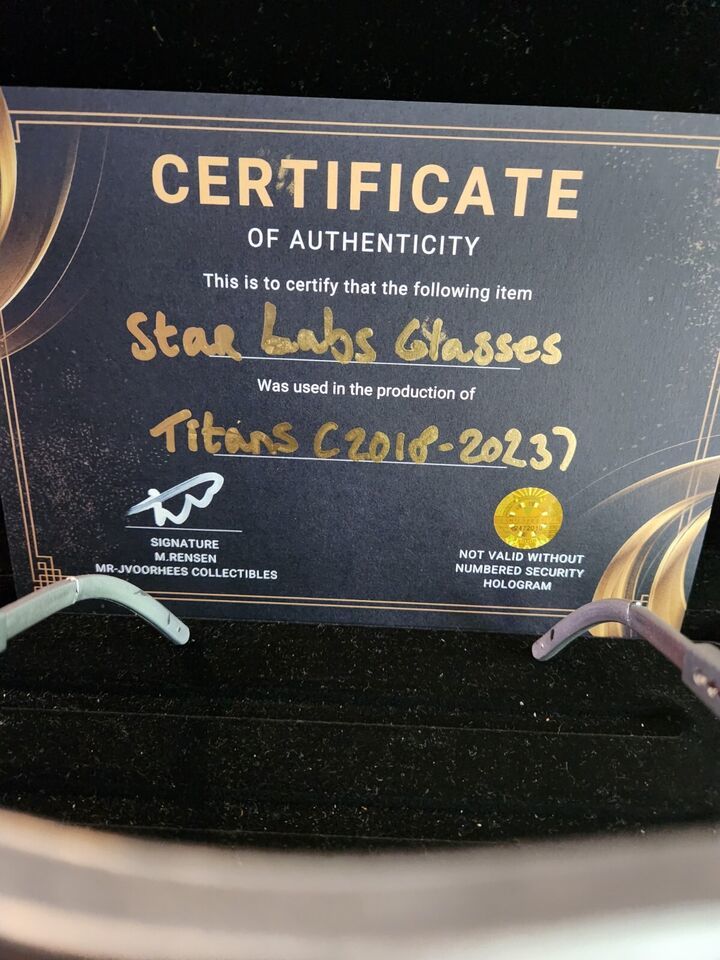 CERTIFICATE
OF AUTHENTICITY
This is to certify that the following item
Star Labs Glasses
Was used in the production of
Titans (2018-2023)
SIGNATURE
M.RENSEN
MR-JVOORHEES COLLECTIBLES
NOT VALID WITHOUT
NUMBERED SECURITY
HOLOGRAM